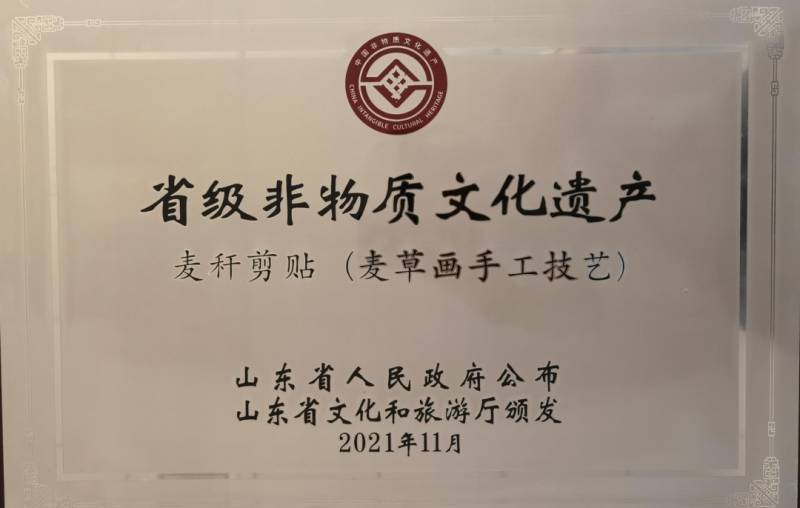 中国非物质文化遗产
CHINA INTANGIBLE CULTURAL HERITAGE
省级非物质文化遗产
麦秆剪贴（麦草画手工技艺）
山东省人民政府公布
山东省文化和旅游厅颁发
2021年11月